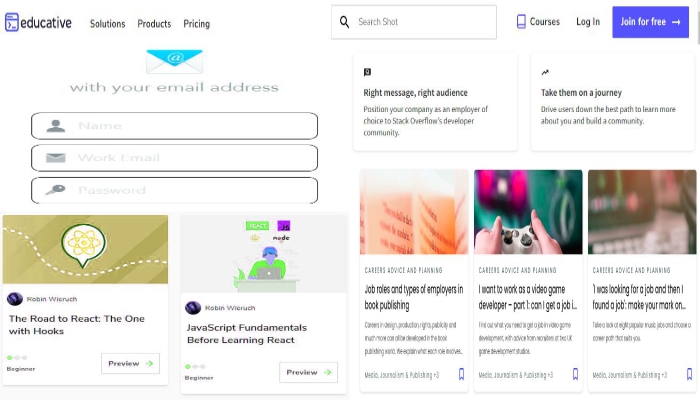 educative
Solutions
Products
Pricing
Search Shot
Courses
Log In
Join for free →
@
with your email address
Name
Work Email
Password
Right message, right audience
Position your company as an employer of
choice to Stack Overflow's developer
community.
Take them on a journey
Drive users down the best path to learn more
about you and build a community.
Robin Wieruch
The Road to React: The One
with Hooks
Beginner
Preview →
REACT
JS
node
Robin Wieruch
JavaScript Fundamentals
Before Learning React
Beginner
Preview →
CAREERS ADVICE AND PLANNING
Job roles and types of employers in
book publishing
Careers in design, production, rights, publicity and
much more can all be developed in the book
publishing world. We explain what each role involves..
Media, Journalism & Publishing +3
CAREERS ADVICE AND PLANNING
I want to work as a video game
developer – part 1: can I get a job i...
Find out what you need to get a job in video game
development, with advice from recruiters at two UK
game development studios.
Media, Journalism & Publishing +3
CAREERS ADVICE AND PLANNING
'I was looking for a job and then I
found a job': make your mark on...
Take a look at eight popular music jobs and choose a
career path that suits you.
Media, Journalism & Publishing +3